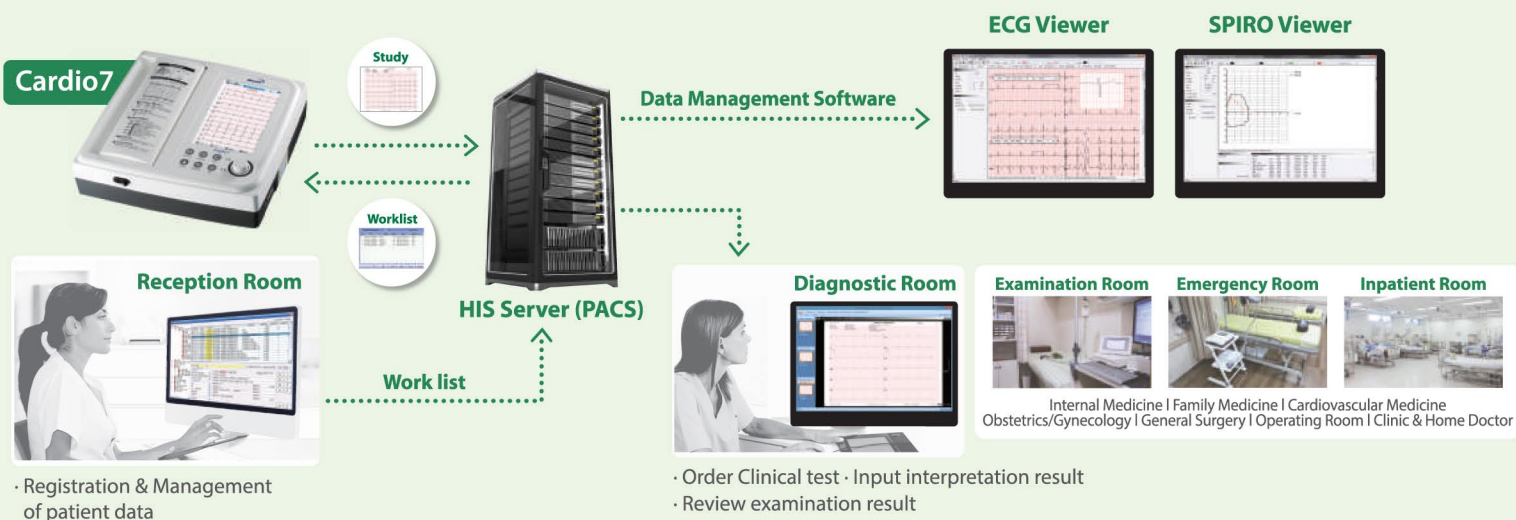 Cardio7
Study
Worklist
HIS Server (PACS)
Data Management Software
ECG Viewer
SPIRO Viewer
Reception Room
Work list
· Registration & Management
of patient data
Diagnostic Room
· Order Clinical test · Input interpretation result
· Review examination result
Examination Room
Emergency Room
Inpatient Room
Internal Medicine l Family Medicine l Cardiovascular Medicine
Obstetrics/Gynecology l General Surgery l Operating Room l Clinic & Home Doctor